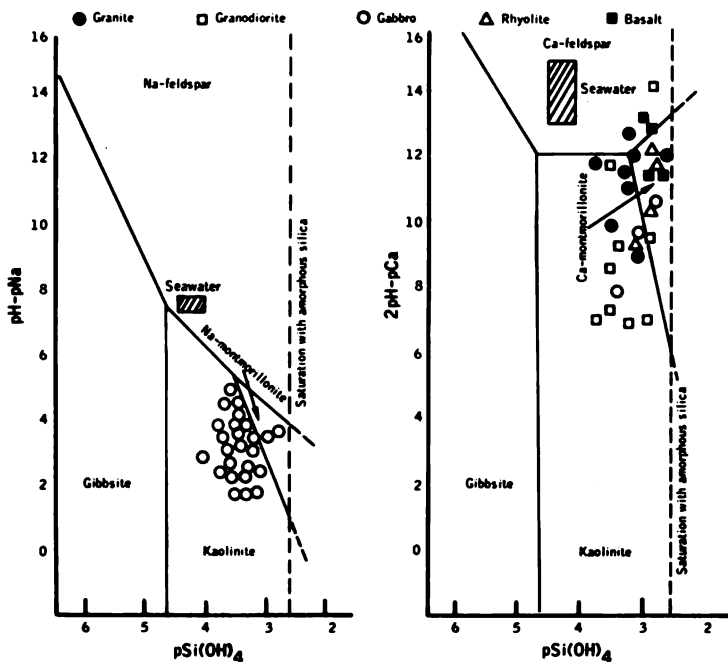 Granite Granodiorite Gabbro Rhyolite Basalt
16
14
12
10
8
6
4
2
0
pH-pNa
Na-feldspar
Seawater
Na-montmorillonite
Saturation with amorphous silica
Gibbsite
Kaolinite
6 5 4 3 2
pSi(OH)4
16
14
12
10
8
6
4
2
0
2pH-pCa
Ca-feldspar
Seawater
Ca-montmorillonite
Saturation with amorphous silica
Gibbsite
Kaolinite
6 5 4 3 2
pSi(OH)4